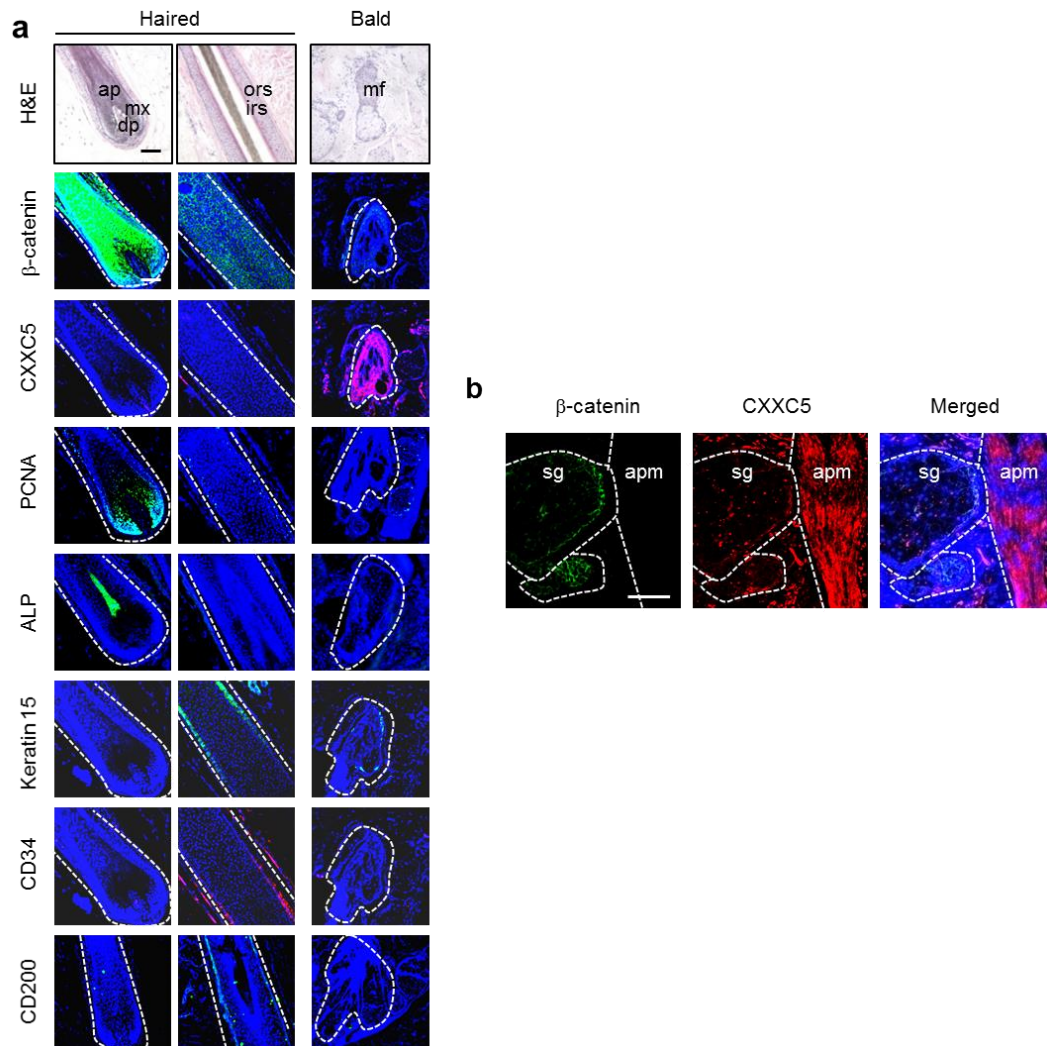 a
Haired Bald
H&E
ap
mx
dp
ors
irs
mf
β-catenin
CXXC5
PCNA
ALP
Keratin 15
CD34
CD200
b
β-catenin CXXC5 Merged
sg apm
sg apm
sg apm